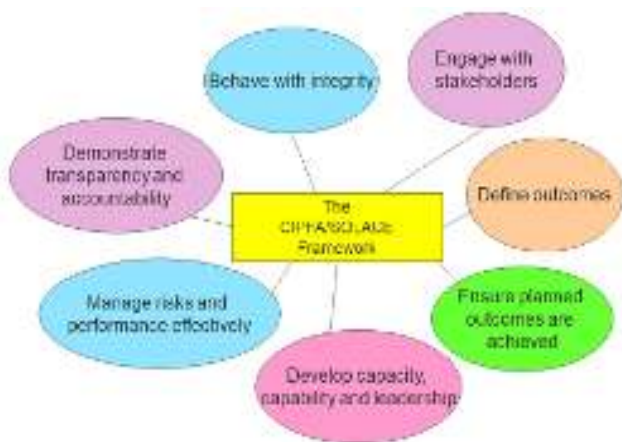 Behave with integrity
Engage with
stakeholders
Demonstrate
transparency and
accountability
The
CIPFA/SOLACE
Framework
Define outcomes
Manage risks and
performance effectively
Ensure planned
outcomes are
achieved
Develop capacity,
capability and leadership